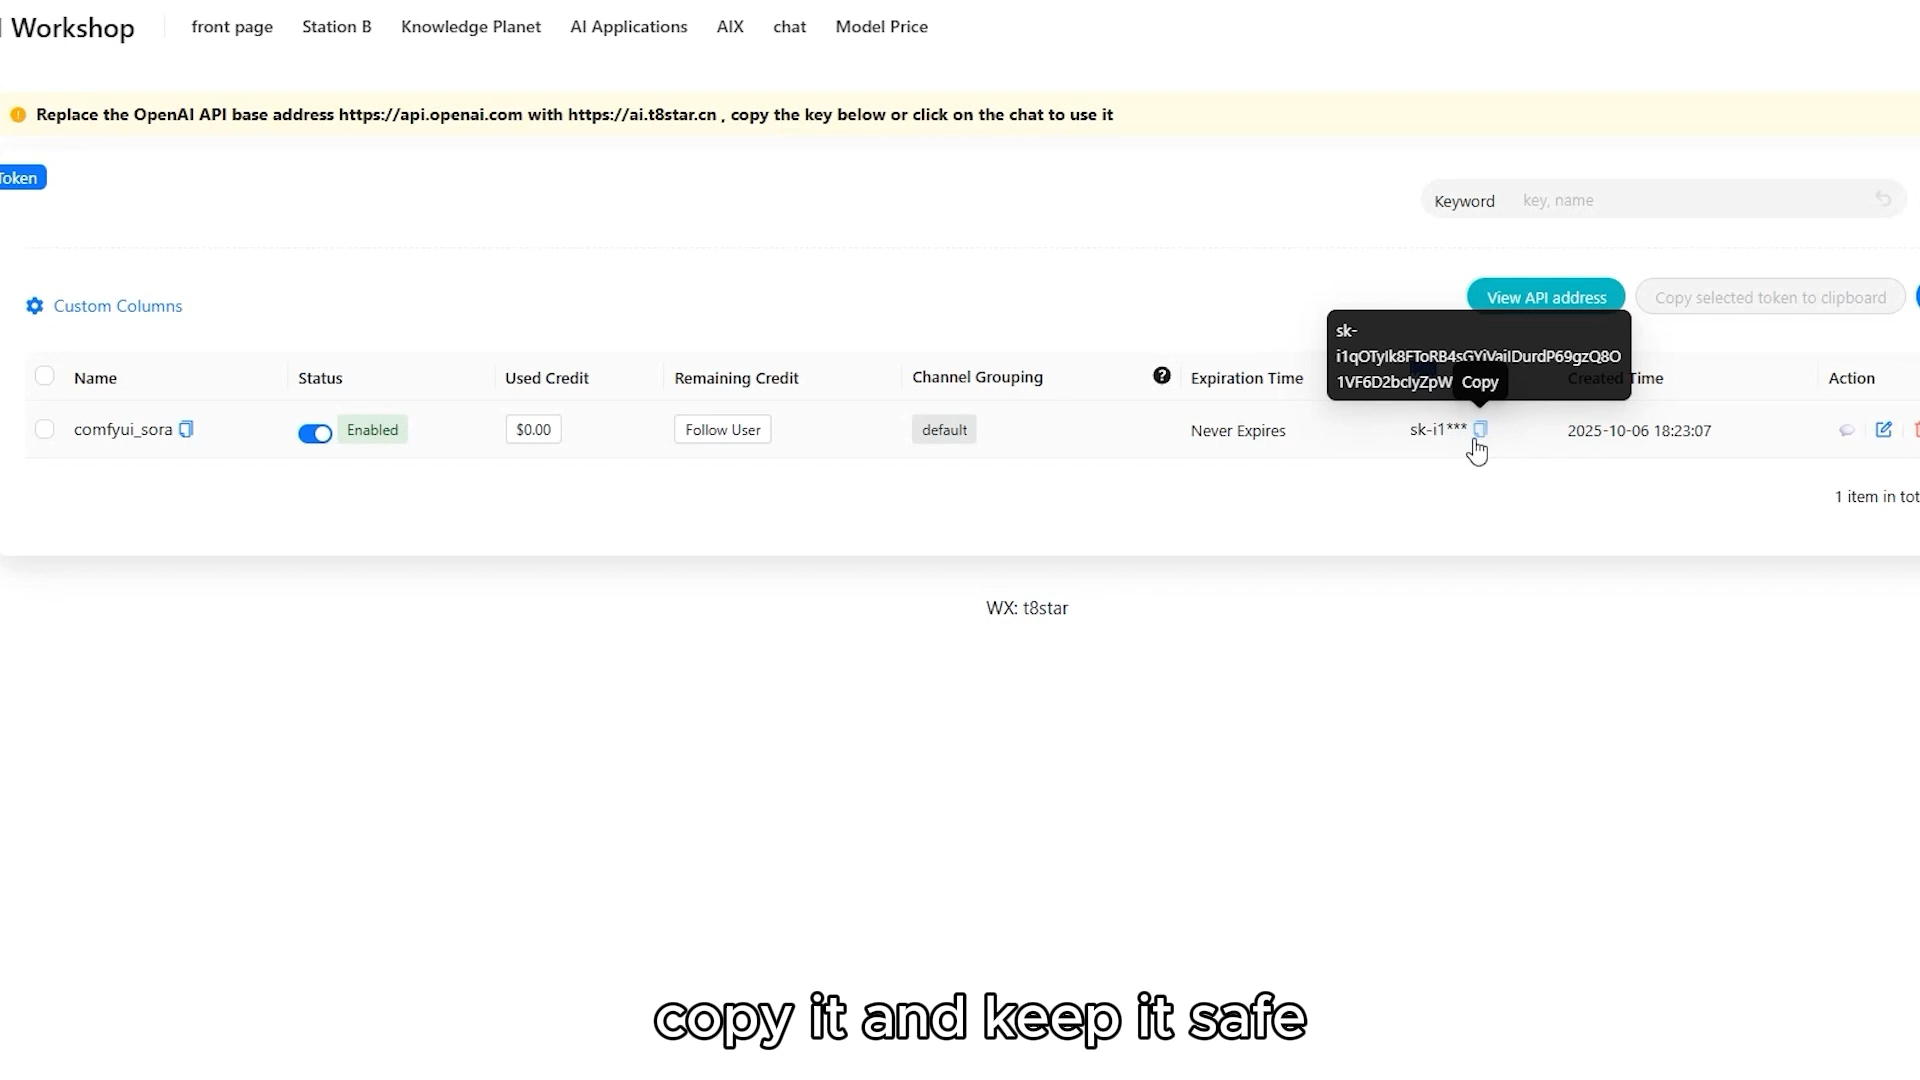 Workshop
front page
Station B
Knowledge Planet
AI Applications
AIX
chat
Model Price
Replace the OpenAI API base address https://api.openai.com with https://ai.t8star.cn , copy the key below or click on the chat to use it
Token
Keyword
key, name
Custom Columns
View API address
Copy selected token to clipboard
sk-
1VF6D2bcIyZpW
Copy
Name
Status
Used Credit
Remaining Credit
Channel Grouping
Expiration Time
Created Time
Action
comfyui_sora
Enabled
$0.00
Follow User
default
Never Expires
sk-i1***
2025-10-06 18:23:07
1 item in tot
WX: t8star
copy it and keep it safe